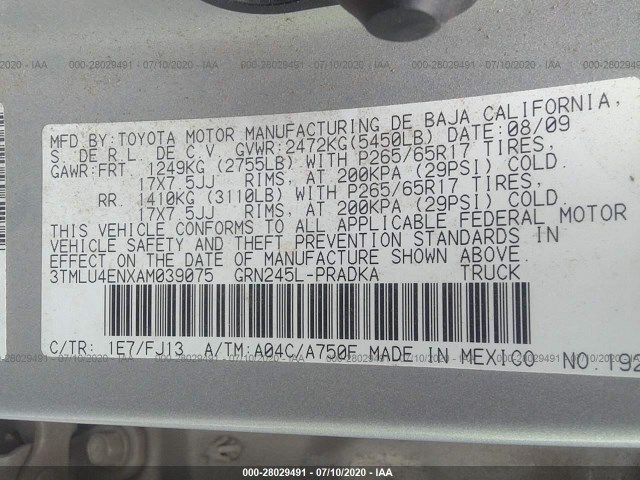 000-28029491 - 07/10/2020 - IAA
MFD.BY:TOYOTA MOTOR MANUFACTURING DE BAJA CALIFORNIA,
S. DE R.L. DE C.V. GVWR:2472KG(5450LB) DATE:08/09
GAWR:FRT. 1249KG (2755LB) WITH P265/65R17 TIRES,
17X7.5JJ RIMS, AT 200KPA (29PSI) COLD.
RR. 1410KG (3110LB) WITH P265/65R17 TIRES,
17X7.5JJ RIMS, AT 200KPA (29PSI) COLD.
THIS VEHICLE CONFORMS TO ALL APPLICABLE FEDERAL MOTOR
VEHICLE SAFETY AND THEFT PREVENTION STANDARDS IN
EFFECT ON THE DATE OF MANUFACTURE SHOWN ABOVE.
3TMLU4ENXAM039075 GRN245L-PRADKA TRUCK
C/TR: 1E7/FJ13 A/TM:A04C/A750F MADE IN MEXICO NO.192
000-28029491 - 07/10/2020 - IAA